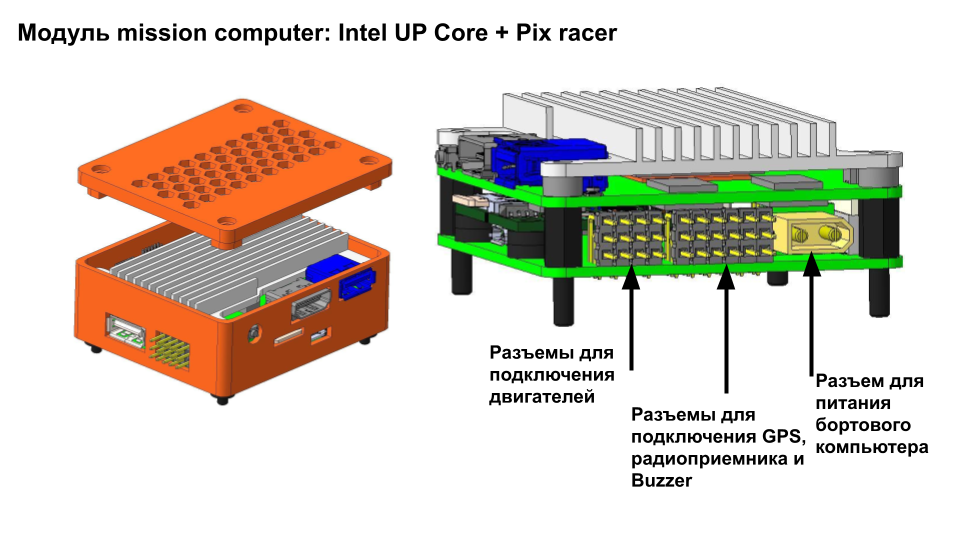 Модуль mission computer: Intel UP Core + Pix racer
Разъемы для
подключения
двигателей
Разъемы для
подключения GPS,
радиоприемника и
Buzzer
Разъем для
питания
бортового
компьютера